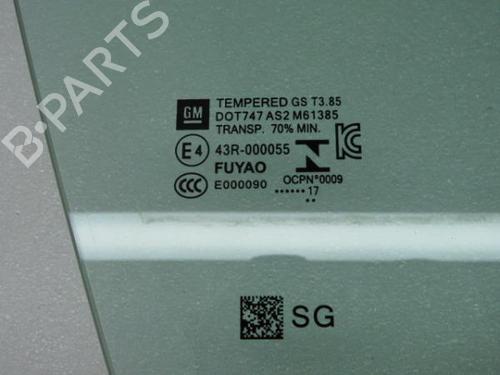 B-PARTS
GM
TEMPERED GS T3.85
DOT747 AS2 M61385
TRANSP. 70% MIN.
E4 43R-000055
FUYAO
CCC E000090
OCPN°0009
...... 17
..
SG